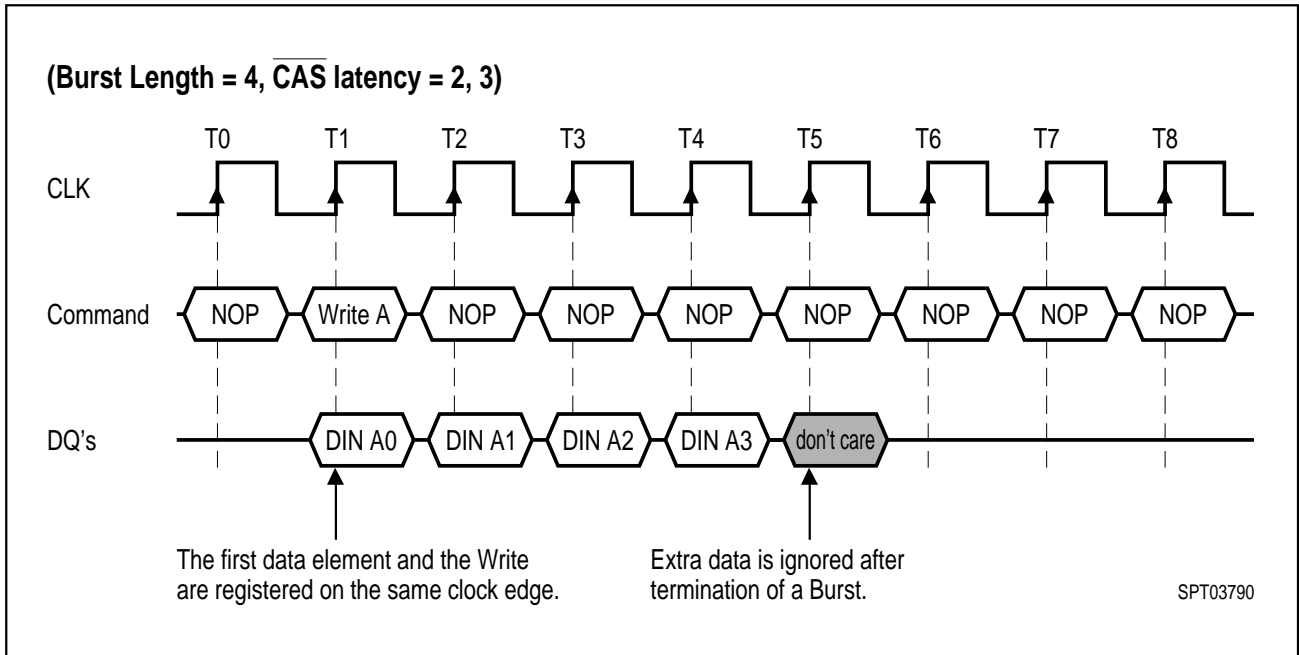 (Burst Length = 4, CAS latency = 2, 3)
T0 T1 T2 T3 T4 T5 T6 T7 T8
CLK
Command NOP Write A NOP NOP NOP NOP NOP NOP NOP
DQ's DIN A0 DIN A1 DIN A2 DIN A3 don't care
The first data element and the Write
are registered on the same clock edge.
Extra data is ignored after
termination of a Burst.
SPT03790